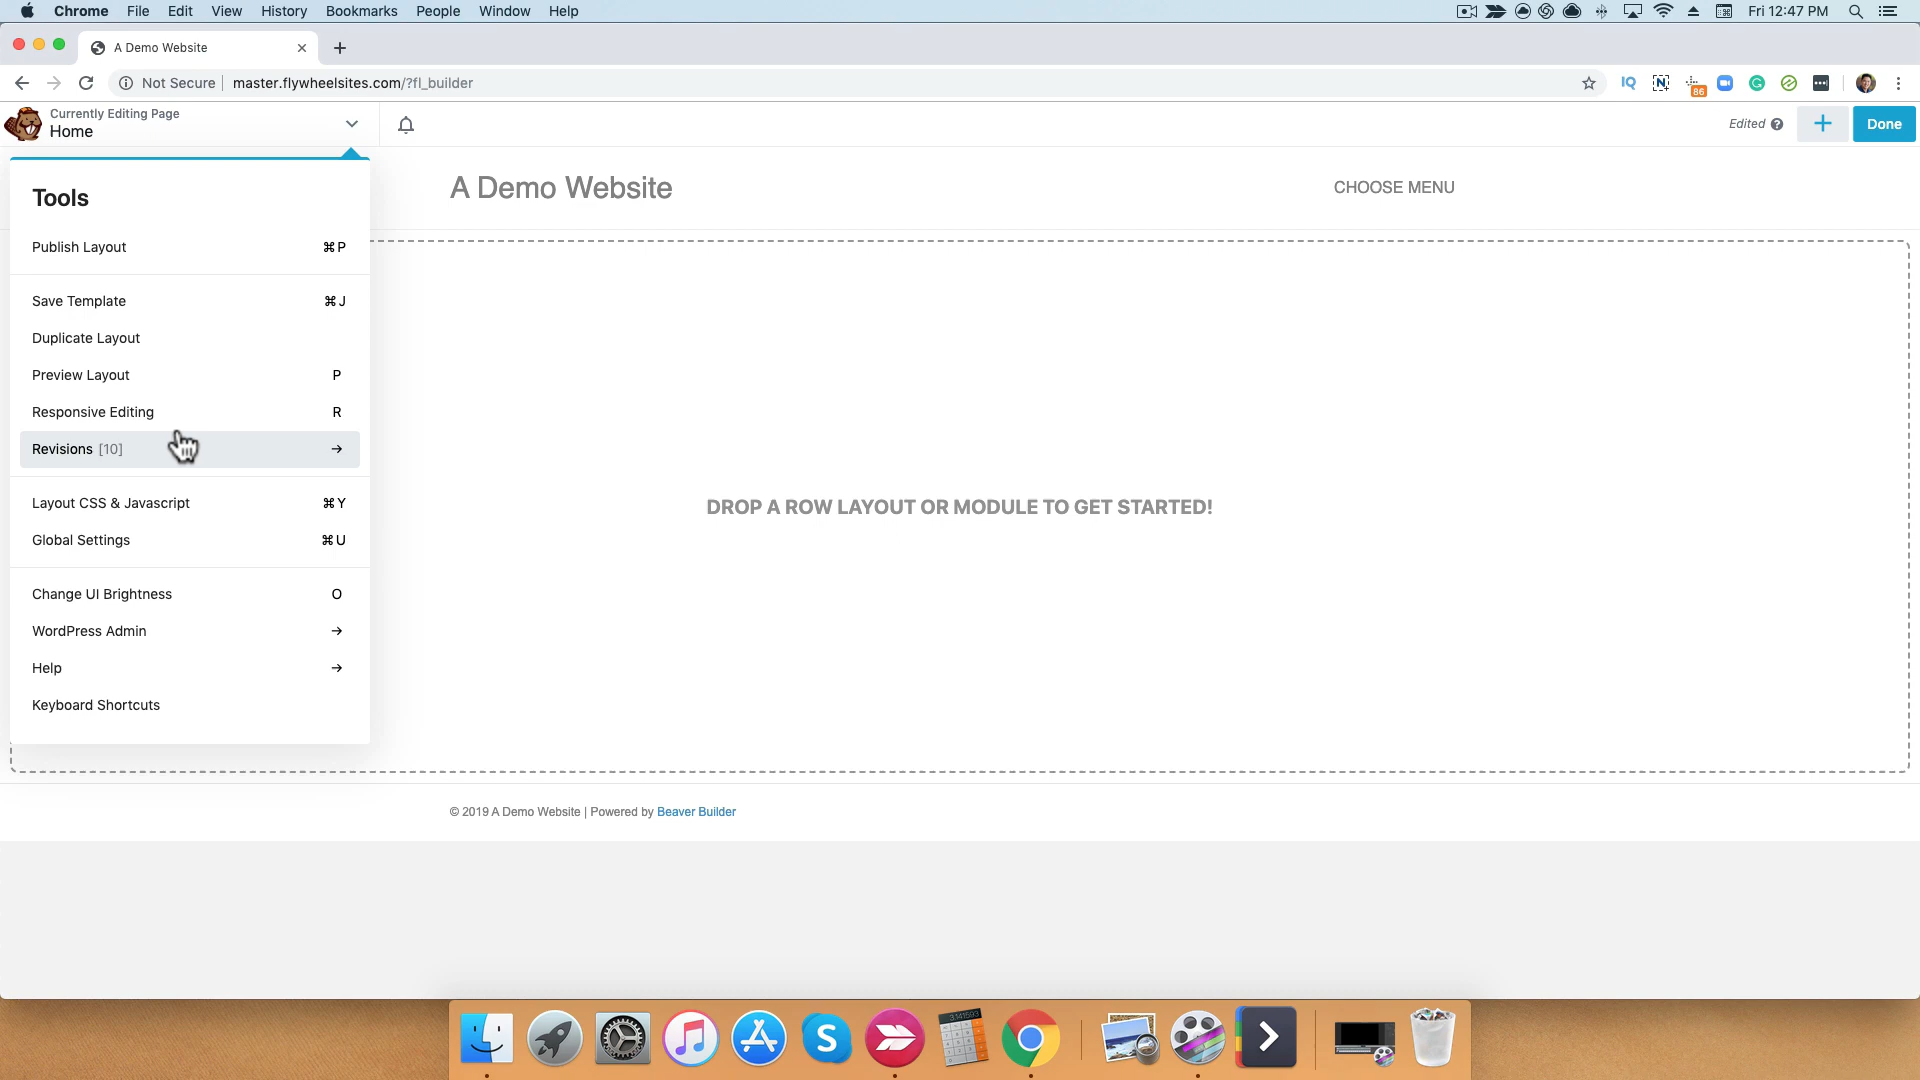 Chrome File Edit View History Bookmarks People Window Help Fri 12:47 PM
A Demo Website
Not Secure master.flywheelsites.com/?fl_builder 86
Currently Editing Page
Home
Edited ? + Done
Tools
Publish Layout ⌘P
Save Template ⌘J
Duplicate Layout
Preview Layout P
Responsive Editing R
Revisions [10] →
Layout CSS & Javascript ⌘Y
Global Settings ⌘U
Change UI Brightness O
WordPress Admin →
Help →
Keyboard Shortcuts
A Demo Website CHOOSE MENU
DROP A ROW LAYOUT OR MODULE TO GET STARTED!
© 2019 A Demo Website | Powered by Beaver Builder
3.141593